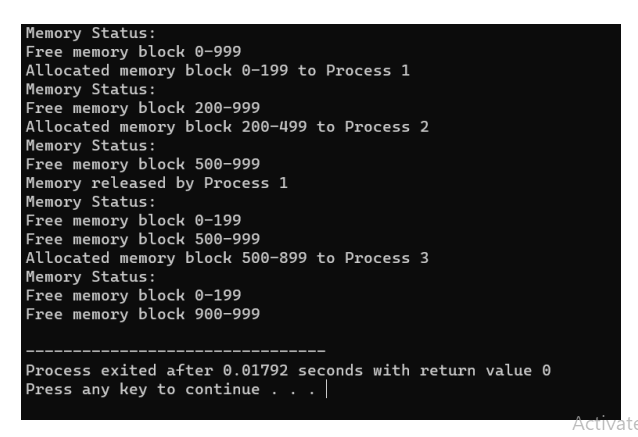 Memory Status:
Free memory block 0-999
Allocated memory block 0-199 to Process 1
Memory Status:
Free memory block 200-999
Allocated memory block 200-499 to Process 2
Memory Status:
Free memory block 500-999
Memory released by Process 1
Memory Status:
Free memory block 0-199
Free memory block 500-999
Allocated memory block 500-899 to Process 3
Memory Status:
Free memory block 0-199
Free memory block 900-999
--------------------------------
Process exited after 0.01792 seconds with return value 0
Press any key to continue . . .
Activate